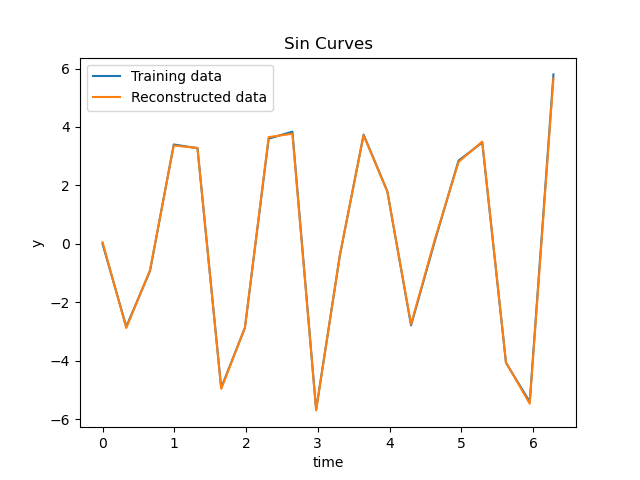 Sin Curves
Training data
Reconstructed data
6
4
2
0
−2
−4
−6
y
0 1 2 3 4 5 6
time